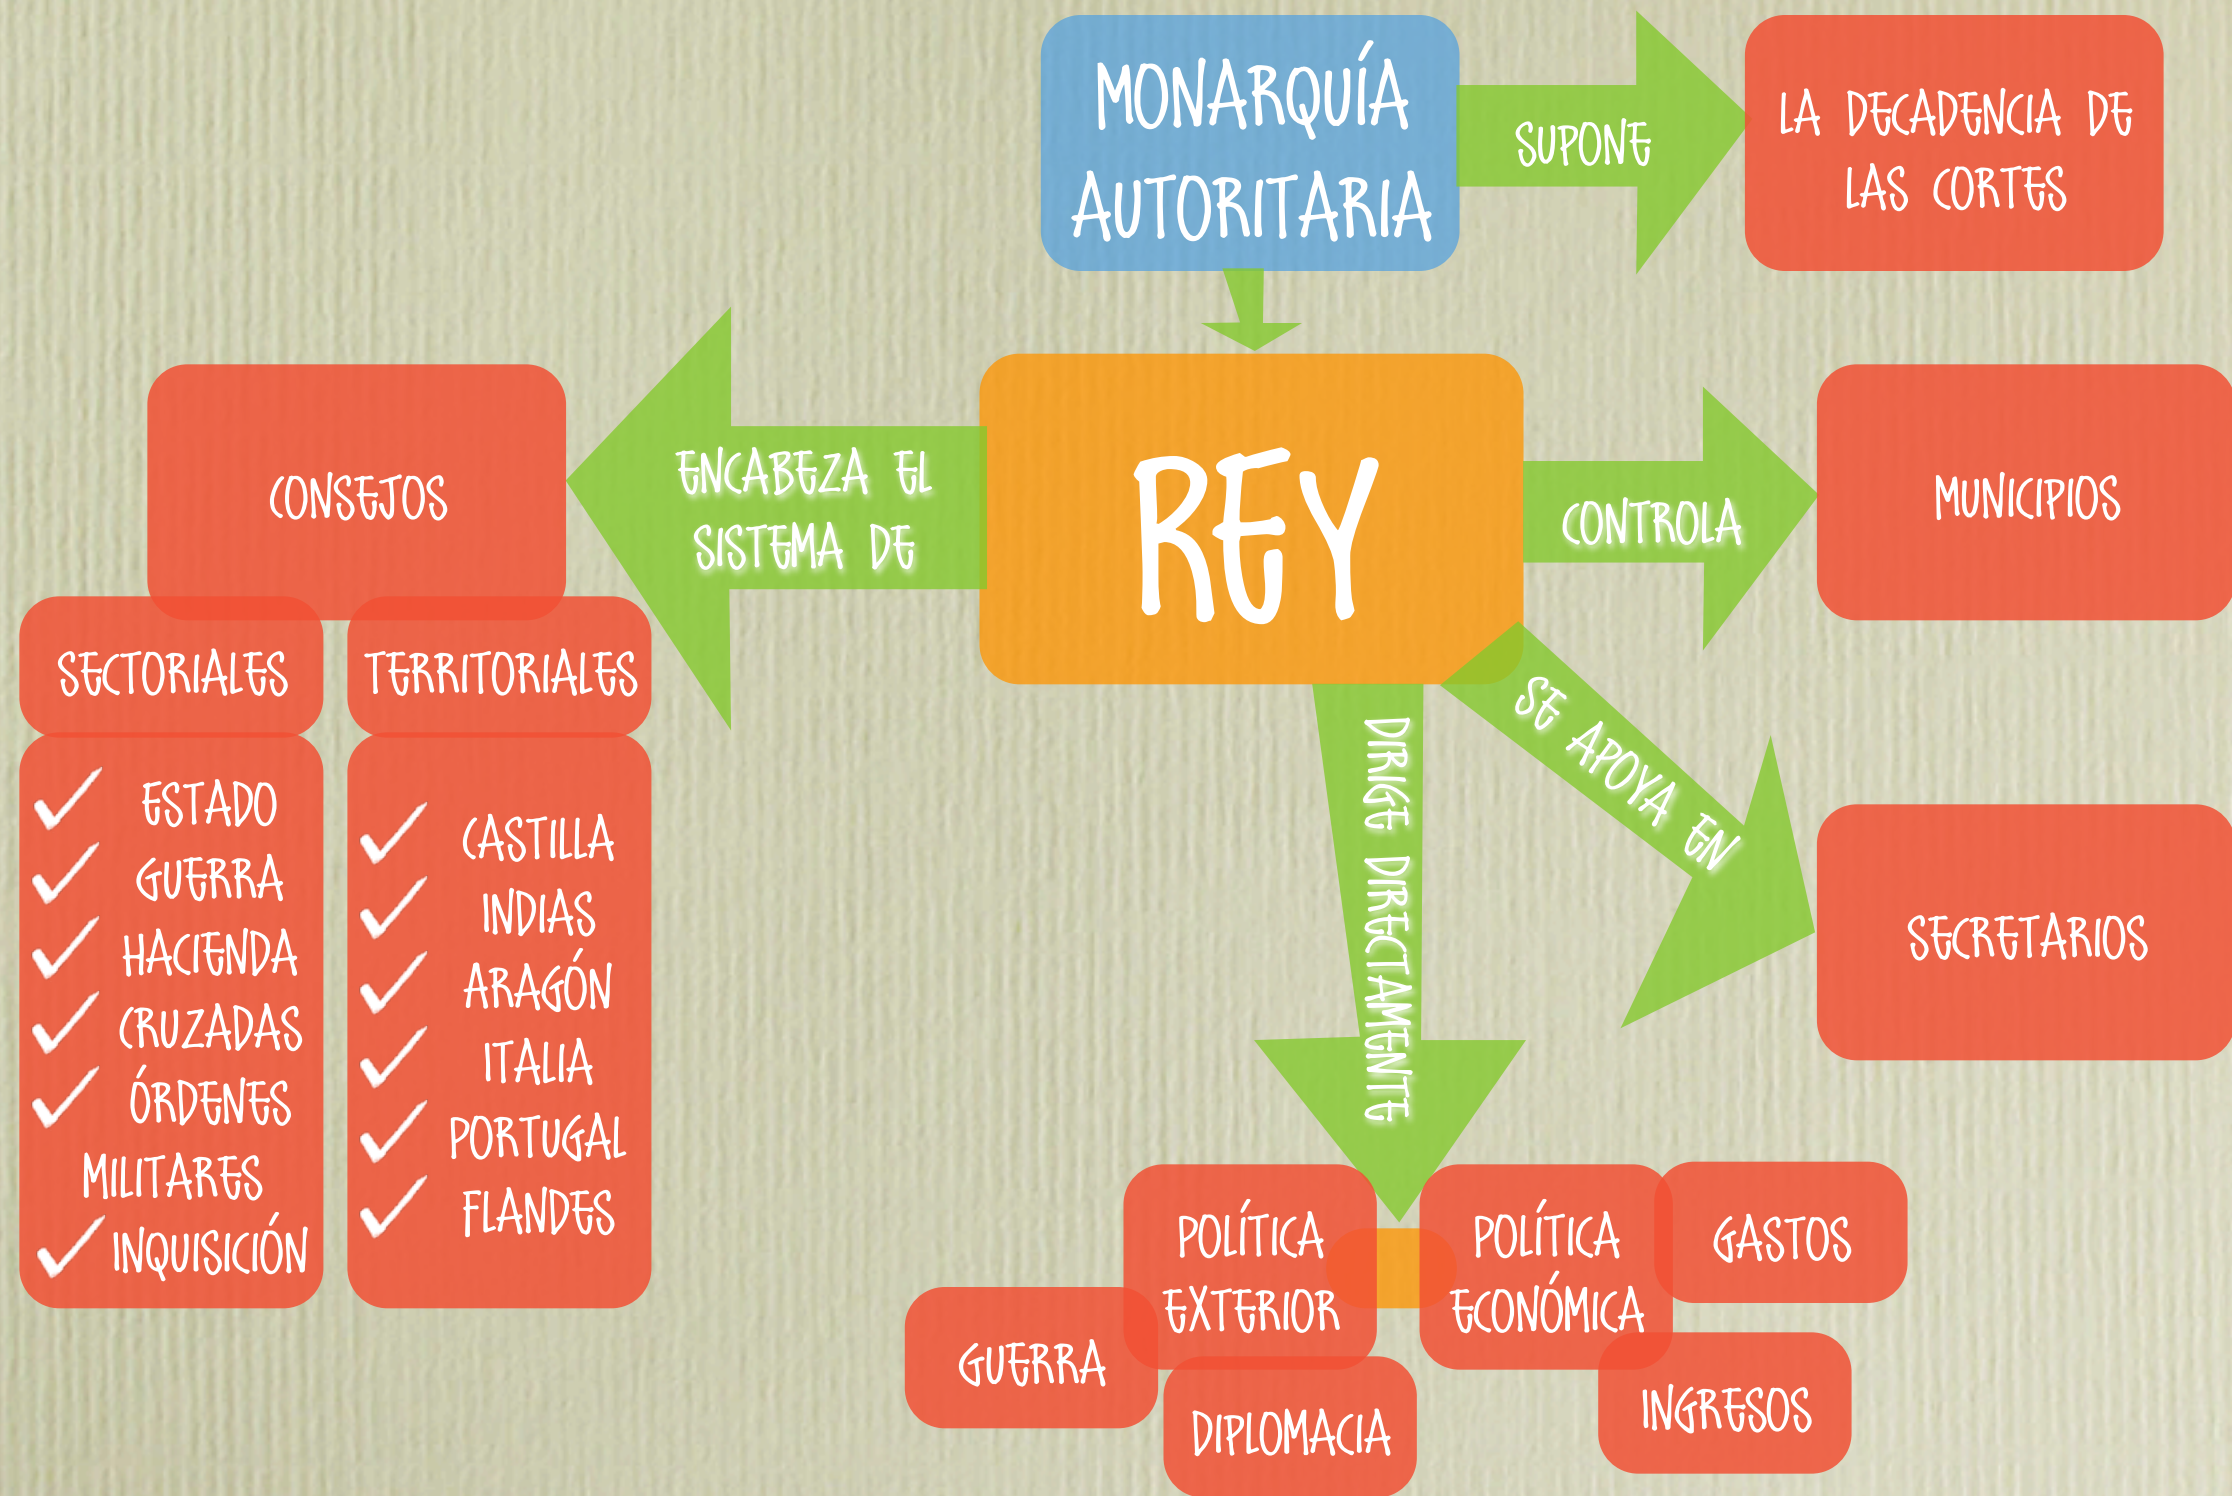 MONARQUÍA
AUTORITARIA
SUPONE
LA DECADENCIA DE
LAS CORTES
REY
ENCABEZA EL
SISTEMA DE
CONSEJOS
SECTORIALES
ESTADO
GUERRA
HACIENDA
CRUZADAS
ÓRDENES
MILITARES
INQUISICIÓN
TERRITORIALES
CASTILLA
INDIAS
ARAGÓN
ITALIA
PORTUGAL
FLANDES
CONTROLA
MUNICIPIOS
SE APOYA EN
SECRETARIOS
DIRIGE DIRECTAMENTE
POLÍTICA
EXTERIOR
GUERRA
DIPLOMACIA
POLÍTICA
ECONÓMICA
GASTOS
INGRESOS